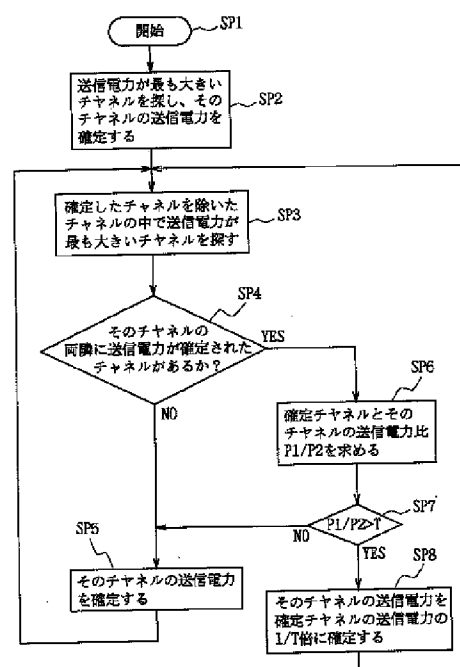 開始
SP1
送信電力が最も大きい
チャネルを探し、その
チャネルの送信電力を
確定する
SP2
確定したチャネルを除いた
チャネルの中で送信電力が
最も大きいチャネルを探す
SP3
SP4
そのチャネルの
両隣に送信電力が確定された
チャネルがあるか?
YES
NO
SP6
確定チャネルとその
チャネルの送信電力比
P1/P2を求める
SP7
P1/P2>T
NO
YES
SP5
そのチャネルの送信電力
を確定する
SP8
そのチャネルの送信電力を
確定チャネルの送信電力の
1/T倍に確定する